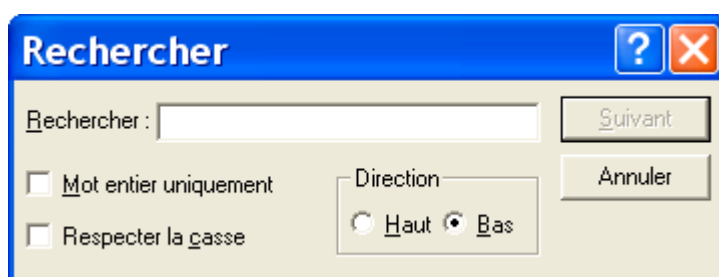 Rechercher
Rechercher : Suivant
Mot entier uniquement Direction Annuler
Respecter la casse Haut Bas